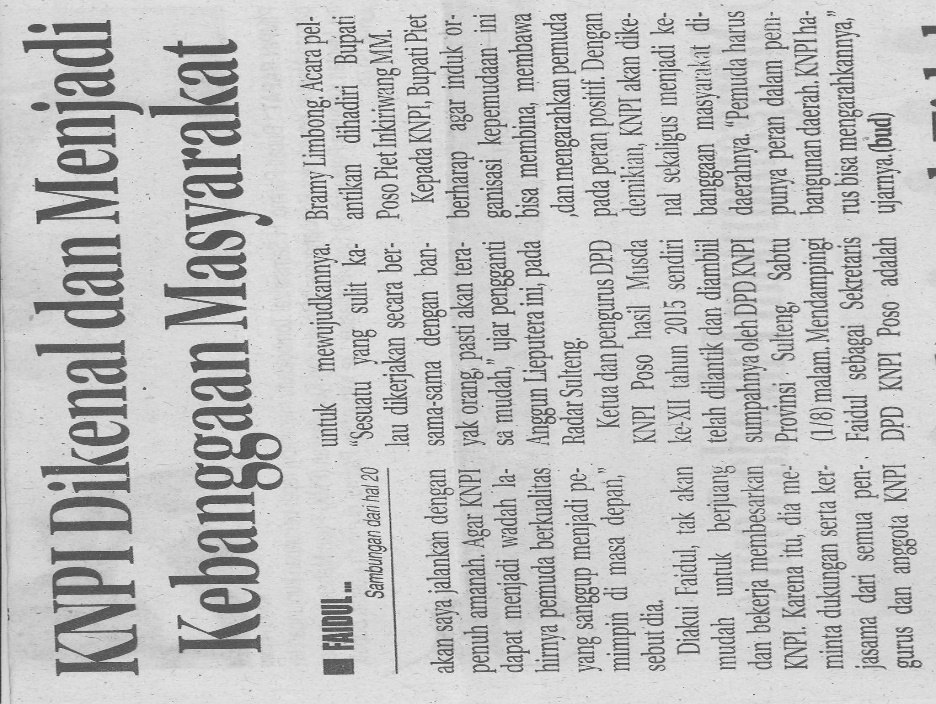 KNPI Dikenal dan Menjadi
Kebanggaan Masyarakat
■ FAIDUL...
Sambungan dari hal 20
akan saya jalankan dengan
penuh amanah. Agar KNPI
dapat menjadi wadah la-
hirnya pemuda berkualitas
yang sanggup menjadi pe-
mimpin di masa depan,"
sebut dia.
Diakui Faidul, tak akan
mudah untuk berjuang
dan bekerja membesarkan
KNPI. Karena itu, dia me-
minta dukungan serta ker-
jasama dari semua pen-
gurus dan anggota KNPI
untuk mewujudkannya.
"Sesuatu yang sulit ka-
lau dikerjakan secara ber-
sama-sama dengan ban-
yak orang, pasti akan tera-
sa mudah," ujar pengganti
Anggun Lieputera ini, pada
Radar Sulteng.
Ketua dan pengurus DPD
KNPI Poso hasil Musda
ke-XII tahun 2015 sendiri
telah dilantik dan diambil
sumpahnya oleh DPD KNPI
Provinsi Sulteng, Sabtu
(1/8) malam. Mendampingi
Faidul sebagai Sekretaris
DPD KNPI Poso adalah
Bramy Limbong. Acara pel-
antikan dihadiri Bupati
Poso Piet Inkiriwang MM.
Kepada KNPI, Bupati Piet
berharap agar induk or-
ganisasi kepemudaan ini
bisa membina, membawa
,dan mengarahkan pemuda
pada peran positif. Dengan
demikian, KNPI akan dike-
nal sekaligus menjadi ke-
banggaan masyarakat di-
daerahnya. "Pemuda harus
punya peran dalam pem-
bangunan daerah. KNPI ha-
rus bisa mengarahkannya,"
ujarnya.(bud)